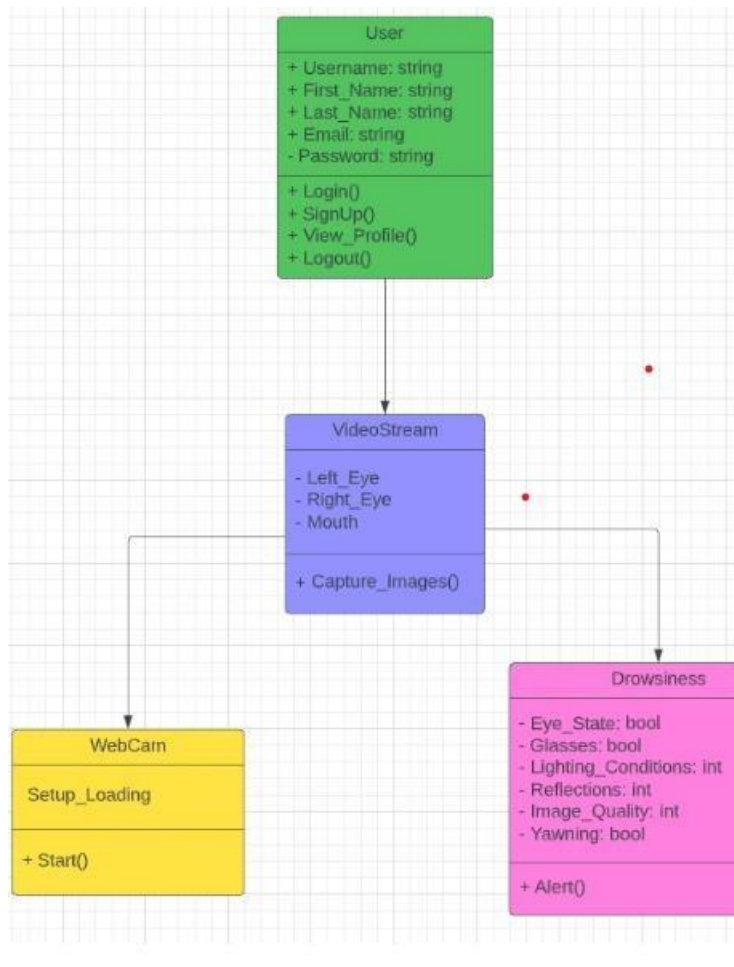 User
+ Username: string
+ First_Name: string
+ Last_Name: string
+ Email: string
- Password: string
+ Login()
+ SignUp()
+ View_Profile()
+ Logout()
VideoStream
- Left_Eye
- Right_Eye
- Mouth
+ Capture_Images()
WebCam
Setup_Loading
+ Start()
Drowsiness
- Eye_State: bool
- Glasses: bool
- Lighting_Conditions: int
- Reflections: int
- Image_Quality: int
- Yawning: bool
+ Alert()